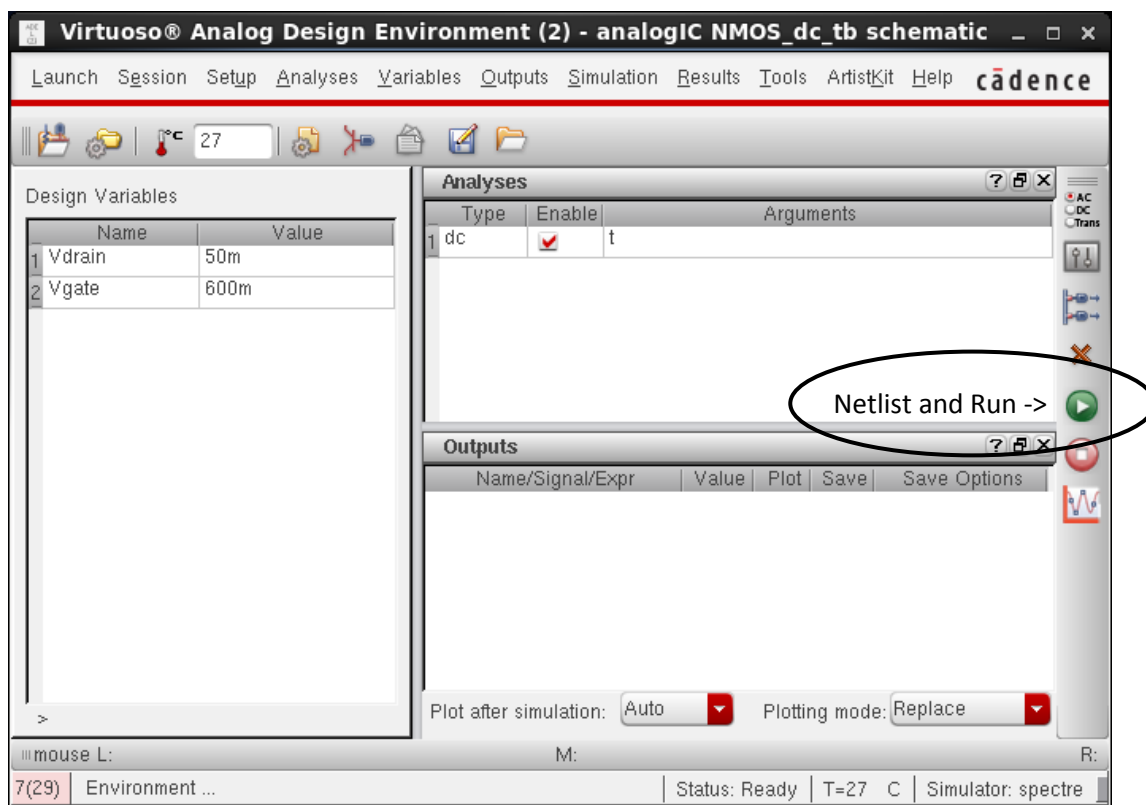 Virtuoso® Analog Design Environment (2) - analogIC NMOS_dc_tb schematic
Launch Session Setup Analyses Variables Outputs Simulation Results Tools ArtistKit Help cādence
°C 27
Design Variables
Name Value
1 Vdrain 50m
2 Vgate 600m
>
Analyses
Type Enable Arguments
1 dc t
AC
DC
Trans
Netlist and Run ->
Outputs
Name/Signal/Expr Value Plot Save Save Options
Plot after simulation: Auto Plotting mode: Replace
mouse L: M: R:
7(29) Environment ... Status: Ready T=27 C Simulator: spectre